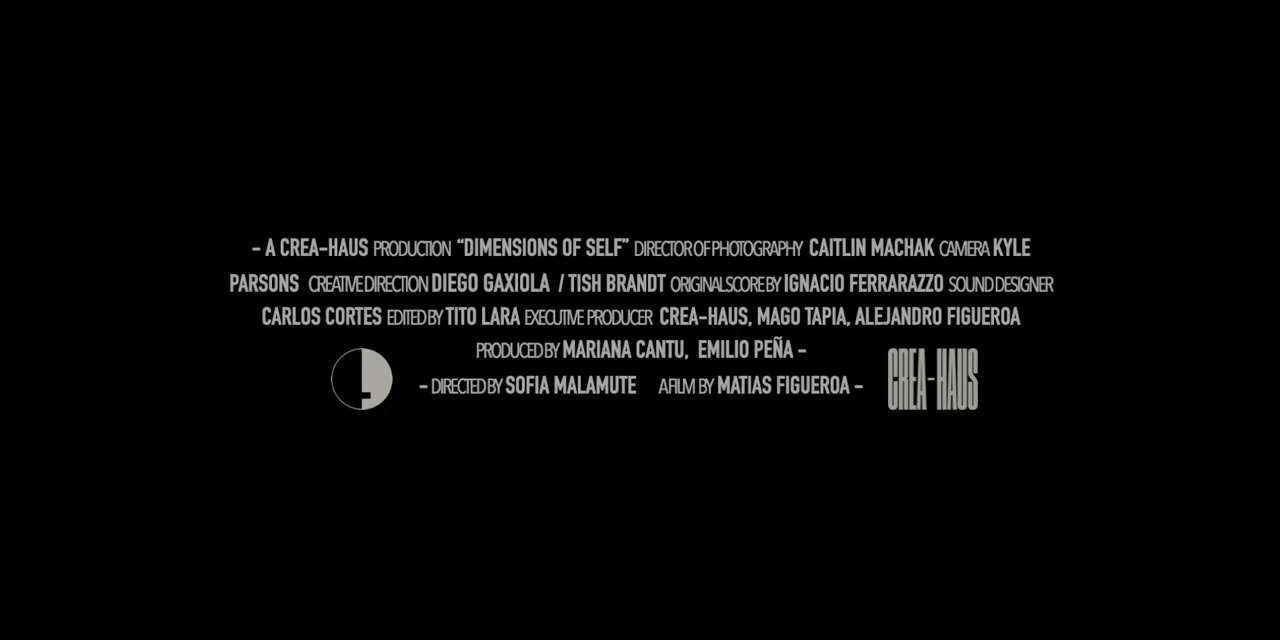 – A CREA-HAUS PRODUCTION “DIMENSIONS OF SELF” DIRECTOR OF PHOTOGRAPHY CAITLIN MACHAK CAMERA KYLE
PARSONS CREATIVE DIRECTION DIEGO GAXIOLA / TISH BRANDT ORIGINAL SCORE BY IGNACIO FERRARAZZO SOUND DESIGNER
CARLOS CORTES EDITED BY TITO LARA EXECUTIVE PRODUCER CREA-HAUS, MAGO TAPIA, ALEJANDRO FIGUEROA
PRODUCED BY MARIANA CANTU, EMILIO PEÑA –
– DIRECTED BY SOFIA MALAMUTE A FILM BY MATIAS FIGUEROA –
CREA-HAUS